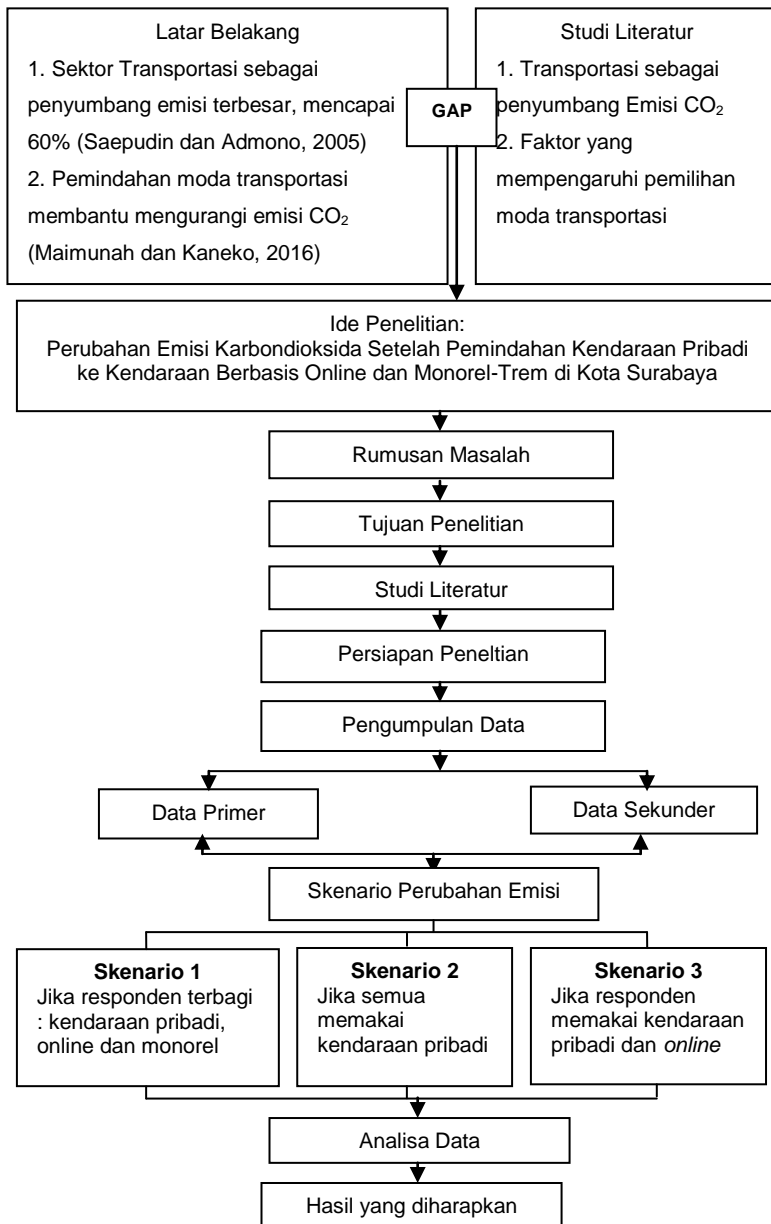 Latar Belakang
1. Sektor Transportasi sebagai
penyumbang emisi terbesar, mencapai
60% (Saepudin dan Admono, 2005)
2. Pemindahan moda transportasi
membantu mengurangi emisi CO₂
(Maimunah dan Kaneko, 2016)
GAP
Studi Literatur
1. Transportasi sebagai
penyumbang Emisi CO₂
2. Faktor yang
mempengaruhi pemilihan
moda transportasi
Ide Penelitian:
Perubahan Emisi Karbondioksida Setelah Pemindahan Kendaraan Pribadi
ke Kendaraan Berbasis Online dan Monorel-Trem di Kota Surabaya
Rumusan Masalah
Tujuan Penelitian
Studi Literatur
Persiapan Peneltian
Pengumpulan Data
Data Primer
Data Sekunder
Skenario Perubahan Emisi
Skenario 1
Jika responden terbagi
: kendaraan pribadi,
online dan monorel
Skenario 2
Jika semua
memakai
kendaraan pribadi
Skenario 3
Jika responden
memakai kendaraan
pribadi dan online
Analisa Data
Hasil yang diharapkan